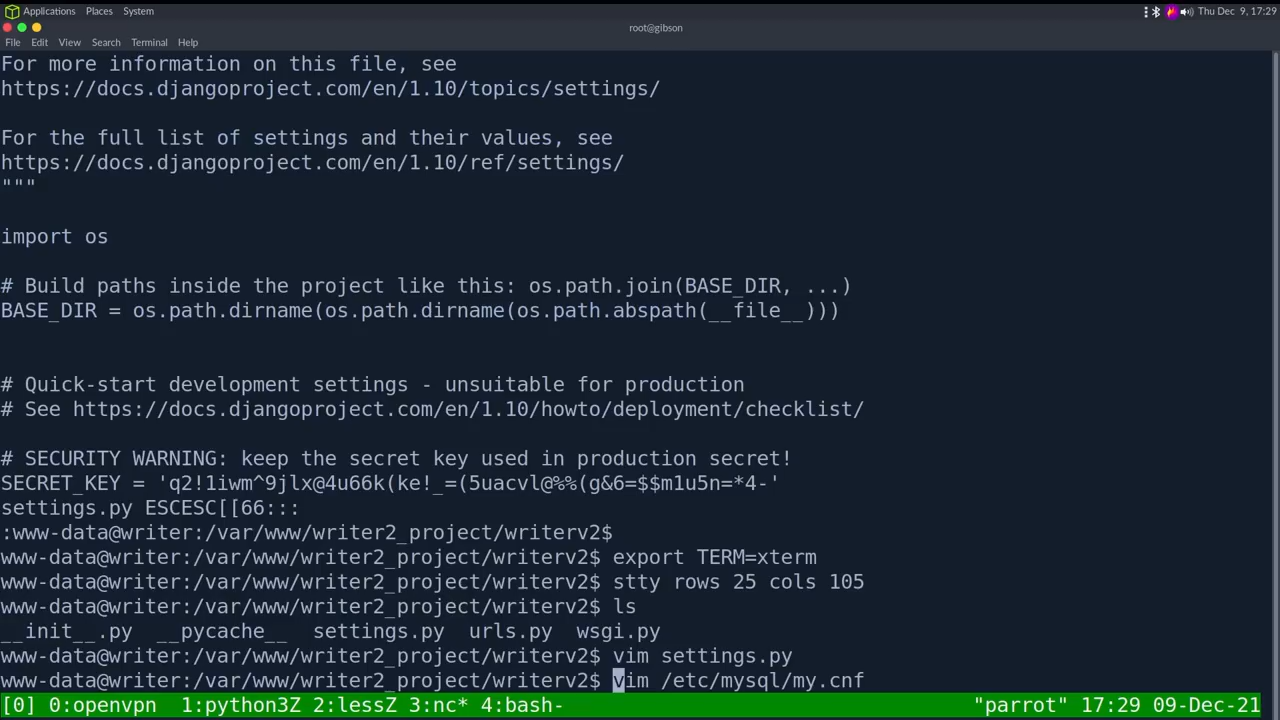 Applications Places System
Thu Dec 9, 17:29
root@gibson
File Edit View Search Terminal Help
For more information on this file, see
https://docs.djangoproject.com/en/1.10/topics/settings/
For the full list of settings and their values, see
https://docs.djangoproject.com/en/1.10/ref/settings/
"""
import os
# Build paths inside the project like this: os.path.join(BASE_DIR, ...)
BASE_DIR = os.path.dirname(os.path.dirname(os.path.abspath(__file__)))
# Quick-start development settings - unsuitable for production
# See https://docs.djangoproject.com/en/1.10/howto/deployment/checklist/
# SECURITY WARNING: keep the secret key used in production secret!
SECRET_KEY = 'q2!1iwm^9jlx@4u66k(ke!_=(5uacvl@%%(g&6=$$m1u5n=*4-'
settings.py ESCESC[[66:::
:www-data@writer:/var/www/writer2_project/writerv2$
www-data@writer:/var/www/writer2_project/writerv2$ export TERM=xterm
www-data@writer:/var/www/writer2_project/writerv2$ stty rows 25 cols 105
www-data@writer:/var/www/writer2_project/writerv2$ ls
__init__.py __pycache__ settings.py urls.py wsgi.py
www-data@writer:/var/www/writer2_project/writerv2$ vim settings.py
www-data@writer:/var/www/writer2_project/writerv2$ vim /etc/mysql/my.cnf
[0] 0:openvpn 1:python3Z 2:lessZ 3:nc* 4:bash- "parrot" 17:29 09-Dec-21